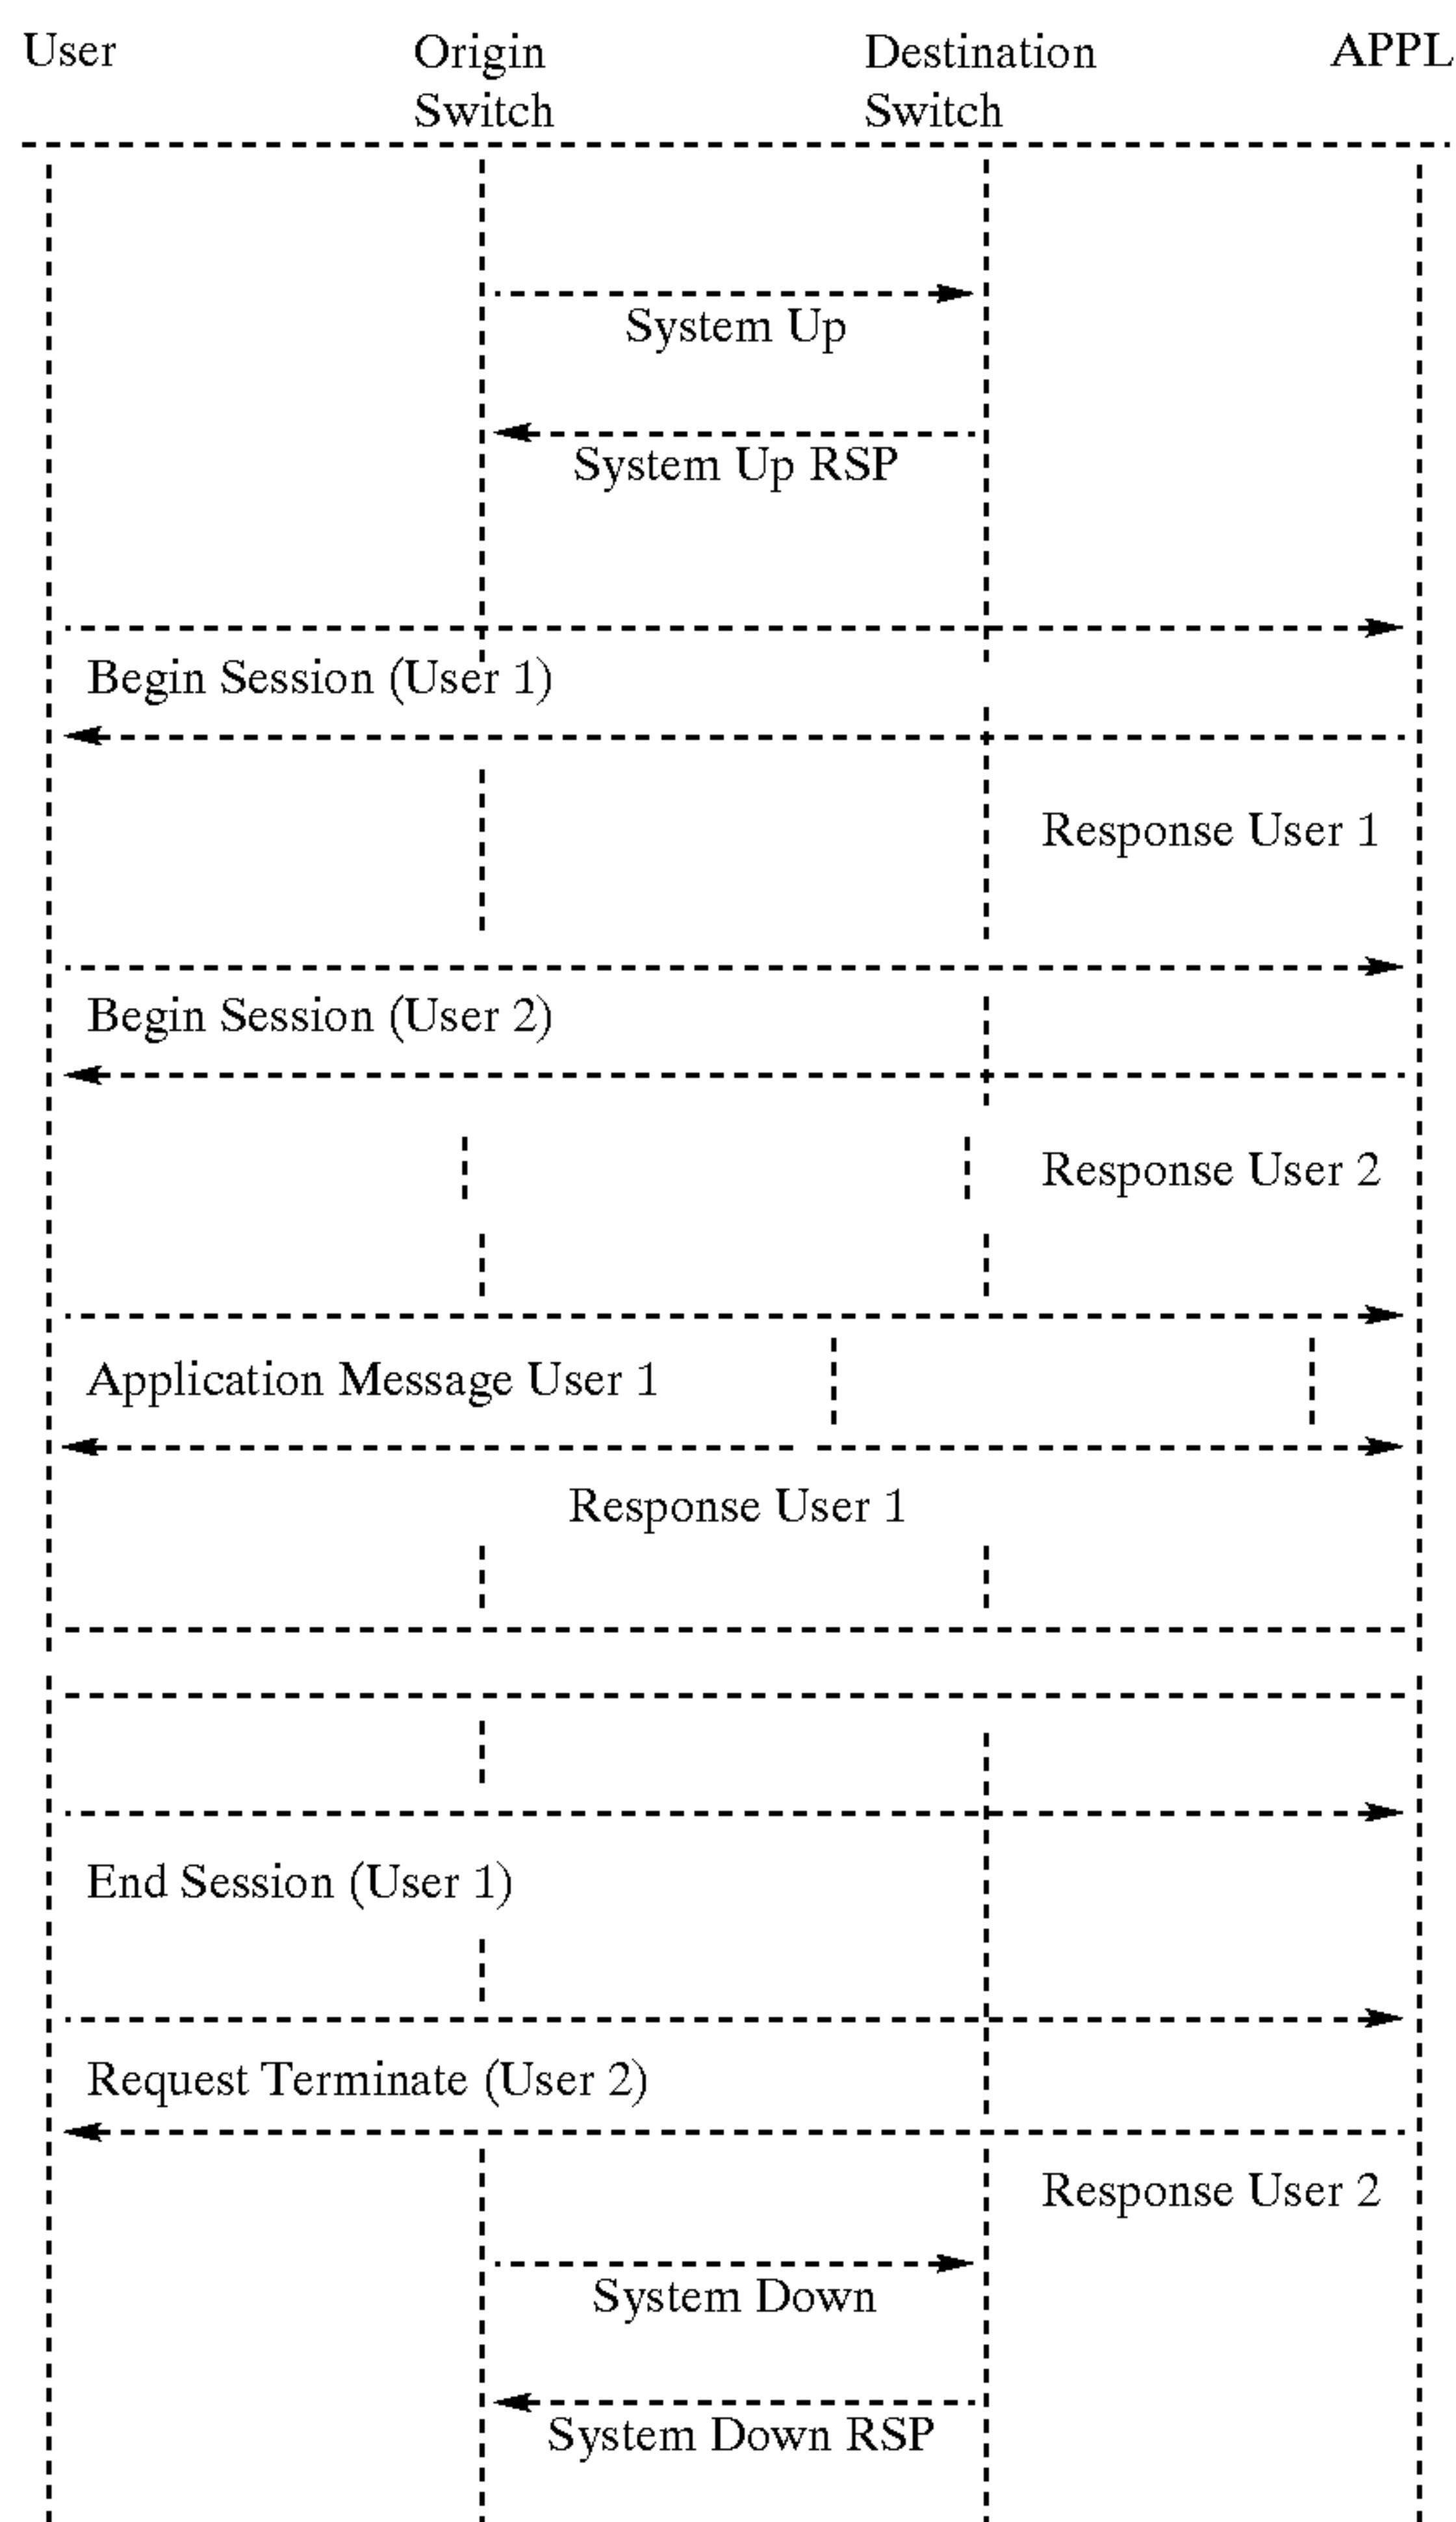 User
Origin
Switch
Destination
Switch
APPL
System Up
System Up RSP
Begin Session (User 1)
Response User 1
Begin Session (User 2)
Response User 2
Application Message User 1
Response User 1
End Session (User 1)
Request Terminate (User 2)
Response User 2
System Down
System Down RSP